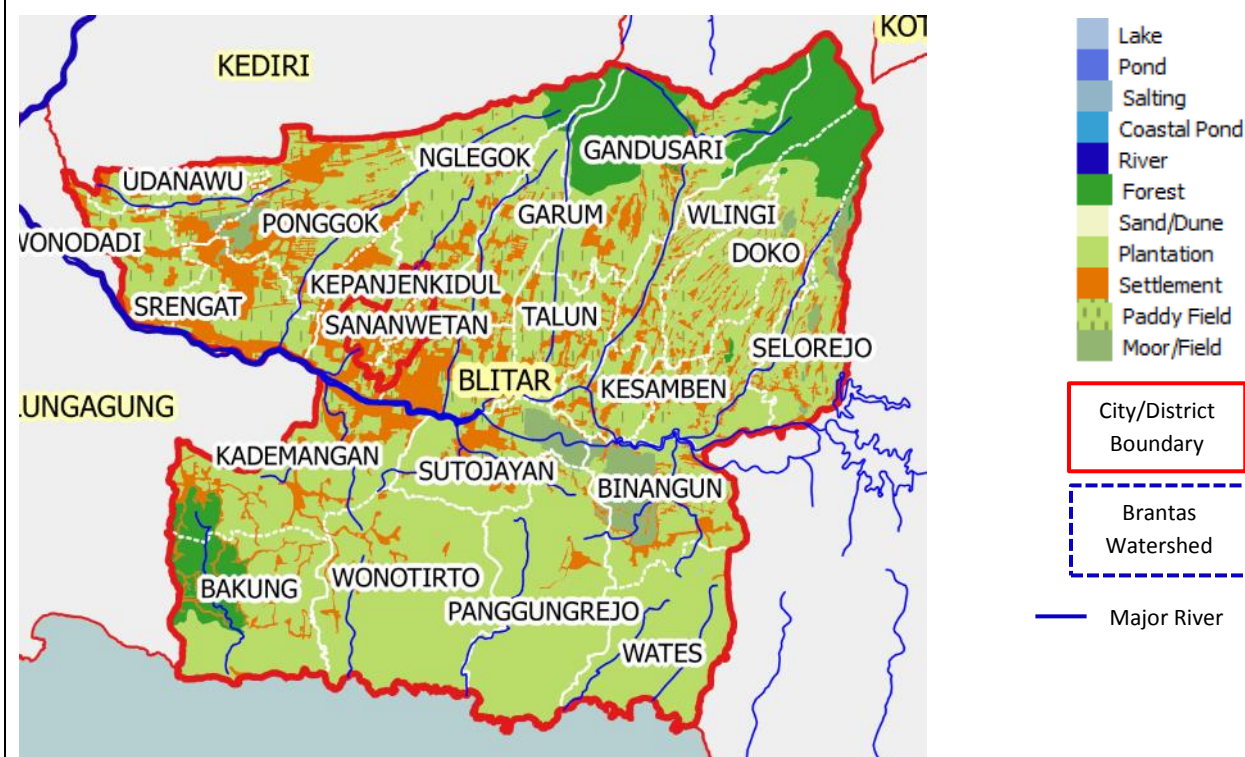 KOT
KEDIRI
NGLEGOK
GANDUSARI
UDANAWU
PONGGOK
GARUM
WLINGI
WONODADI
DOKO
KEPANJENKIDUL
SRENGAT
SANANWETAN
TALUN
SELOREJO
BLITAR
KESAMBEN
LUNGAGUNG
KADEMANGAN
SUTOJAYAN
BINANGUN
BAKUNG
WONOTIRTO
PANGGUNGREJO
WATES
Lake
Pond
Salting
Coastal Pond
River
Forest
Sand/Dune
Plantation
Settlement
Paddy Field
Moor/Field
City/District
Boundary
Brantas
Watershed
Major River